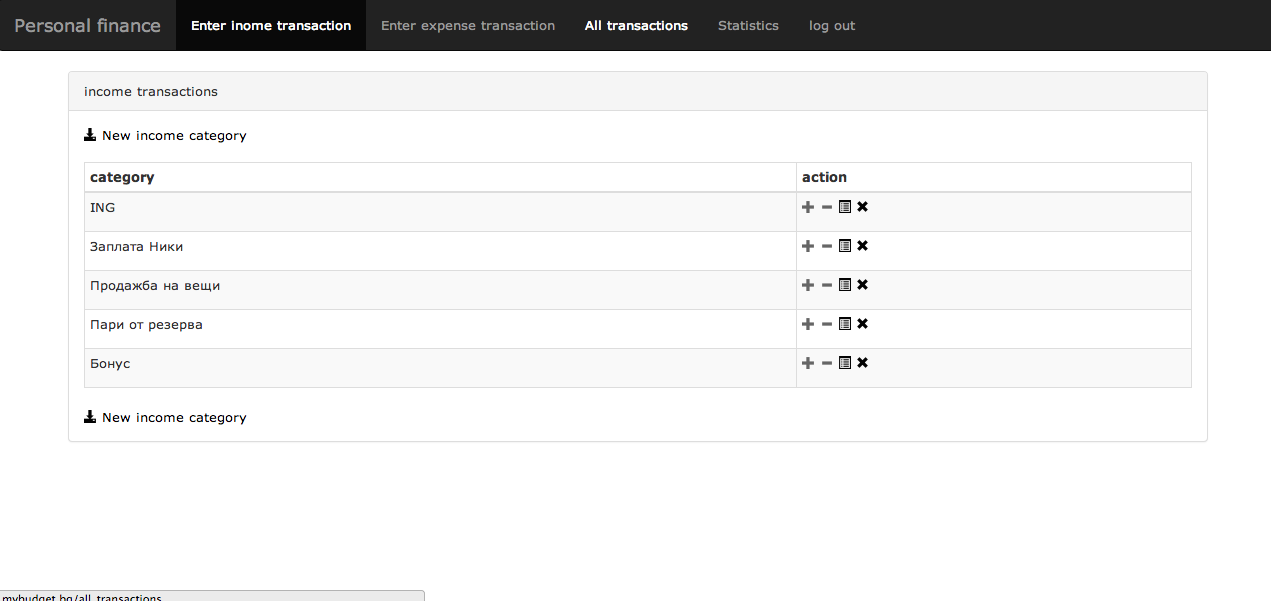 Personal finance Enter inome transaction Enter expense transaction All transactions Statistics log out
income transactions
New income category
category action
ING
Заплата Ники
Продажба на вещи
Пари от резерва
Бонус
New income category
mybudget.bg/all_transactions